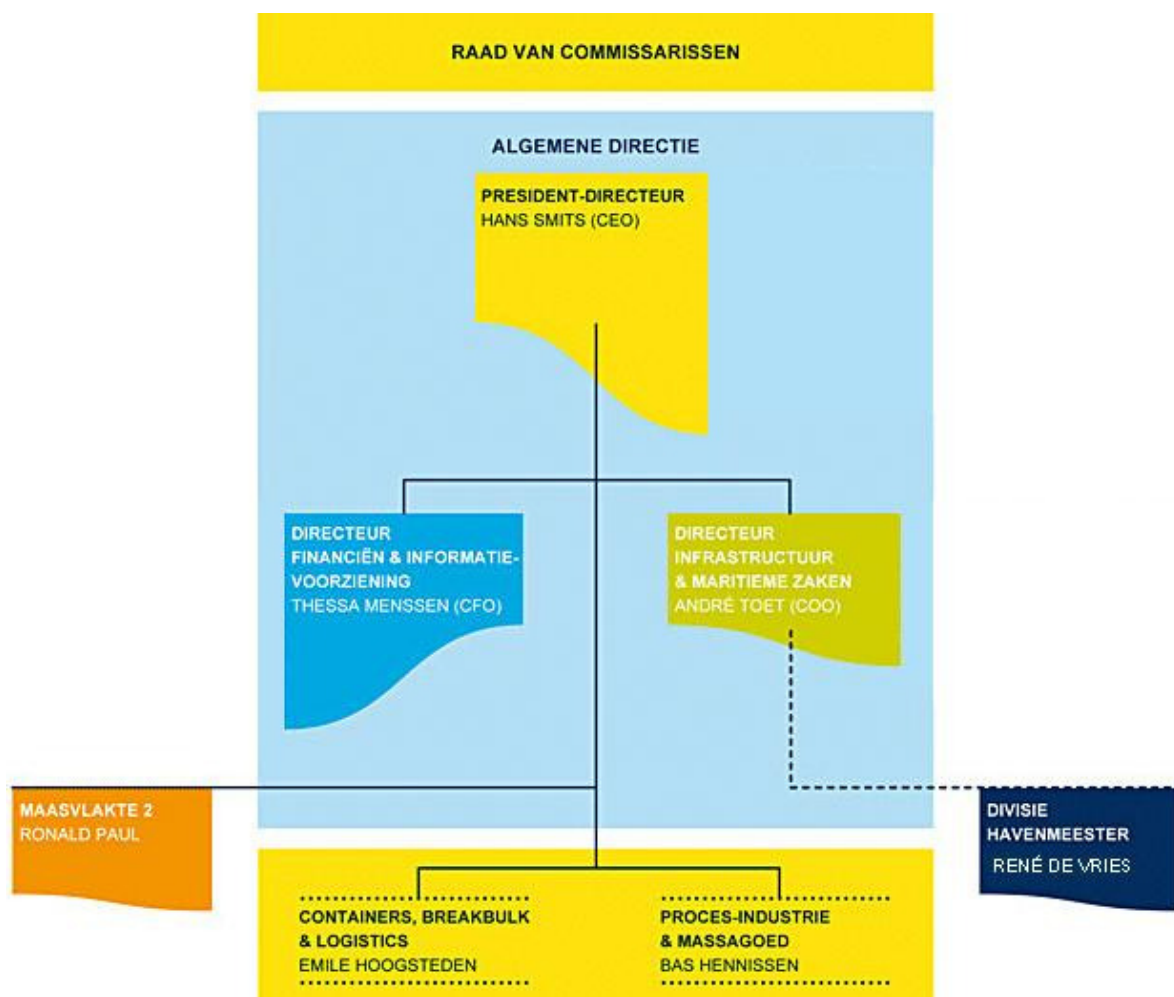 RAAD VAN COMMISSARISSEN
ALGEMENE DIRECTIE
PRESIDENT-DIRECTEUR
HANS SMITS (CEO)
DIRECTEUR
FINANCIËN & INFORMATIE-
VOORZIENING
THESSA MENSSEN (CFO)
DIRECTEUR
INFRASTRUCTUUR
& MARITIEME ZAKEN
ANDRÉ TOET (COO)
MAASVLAKTE 2
RONALD PAUL
DIVISIE
HAVENMEESTER
RENÉ DE VRIES
CONTAINERS, BREAKBULK
& LOGISTICS
EMILE HOOGSTEDEN
PROCES-INDUSTRIE
& MASSAGOED
BAS HENNISSEN